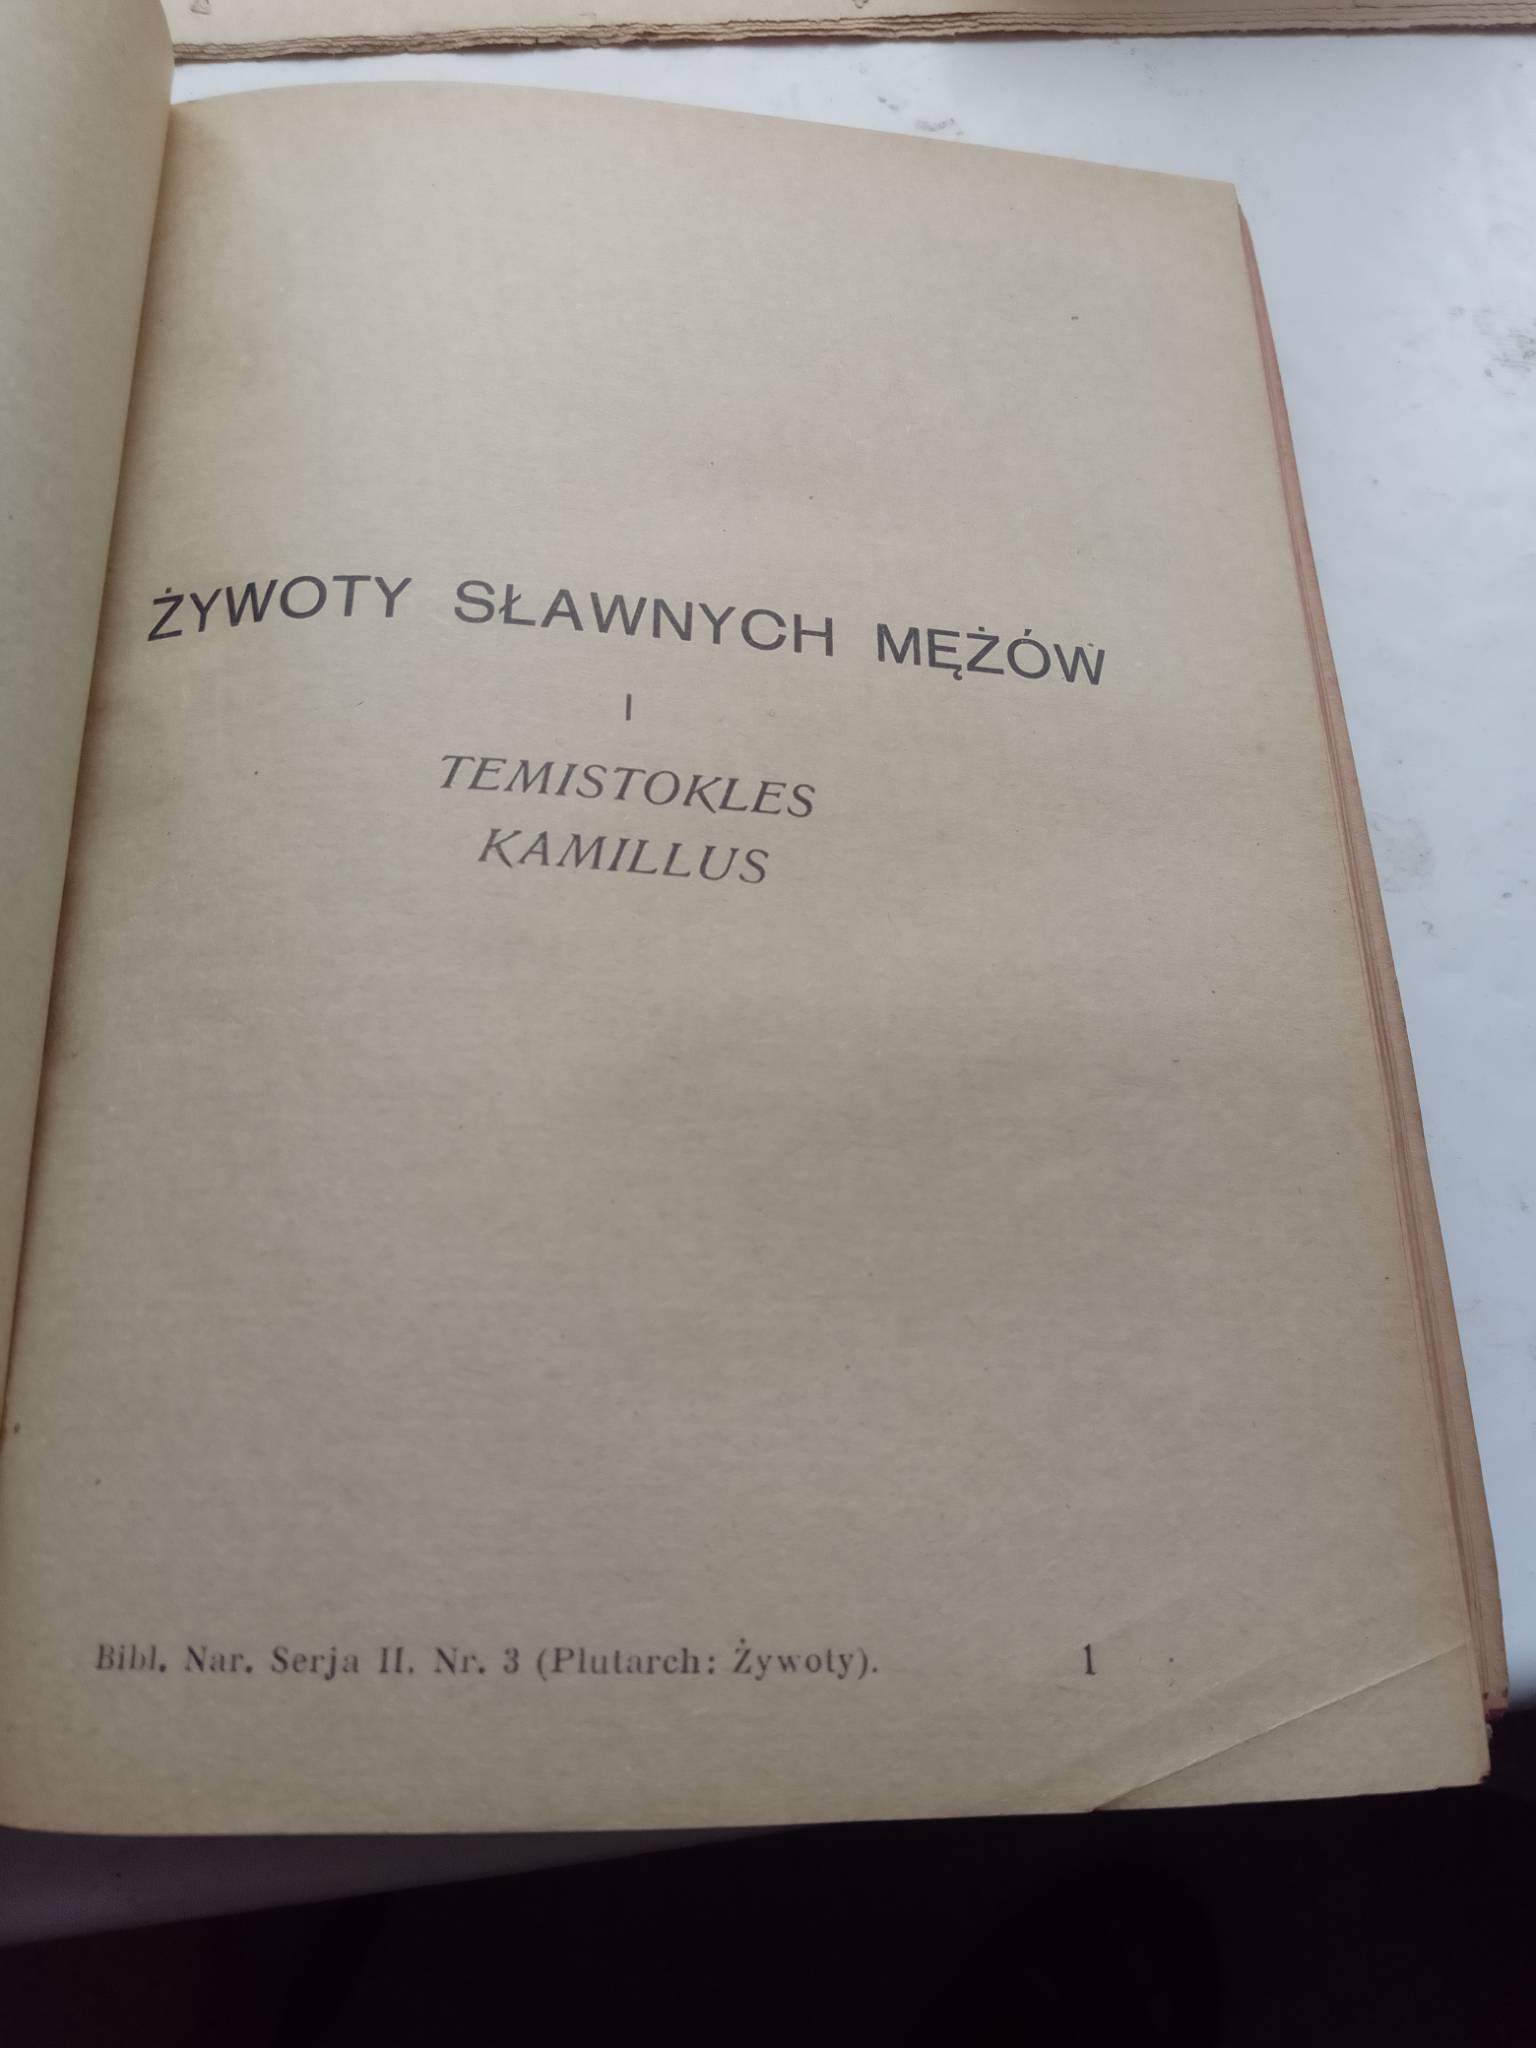 ŻYWOTY SŁAWNYCH MĘŻÓW
I
TEMISTOKLES
KAMILLUS
Bibl. Nar. Serja II. Nr. 3 (Plutarch: Żywoty). 1